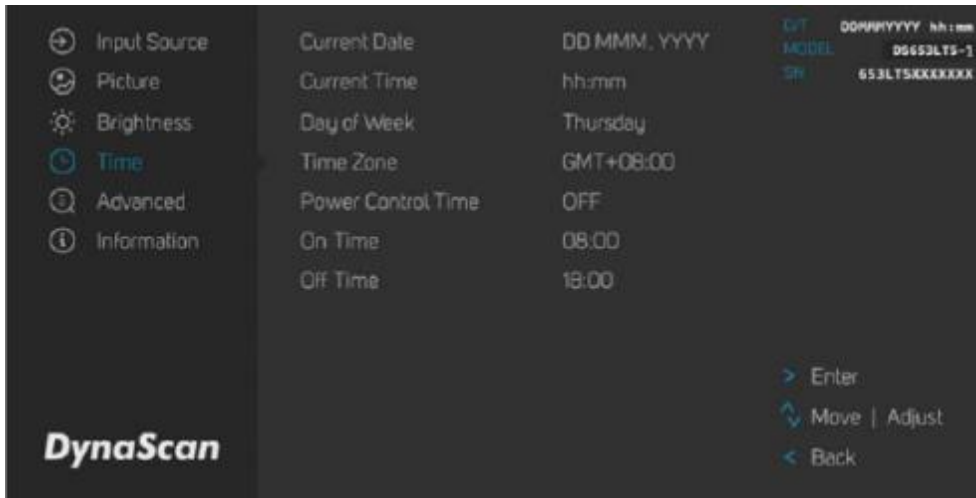 Input Source
Picture
Brightness
Time
Advanced
Information
DynaScan
Current Date DD MMM. YYYY
Current Time hh:mm
Day of Week Thursday
Time Zone GMT+08:00
Power Control Time OFF
On Time 08:00
Off Time 18:00
D/T DDMMMYYYY hh:mm
MODEL DS653LTS-1
SN 653LTSXXXXXXX
> Enter
Move | Adjust
< Back